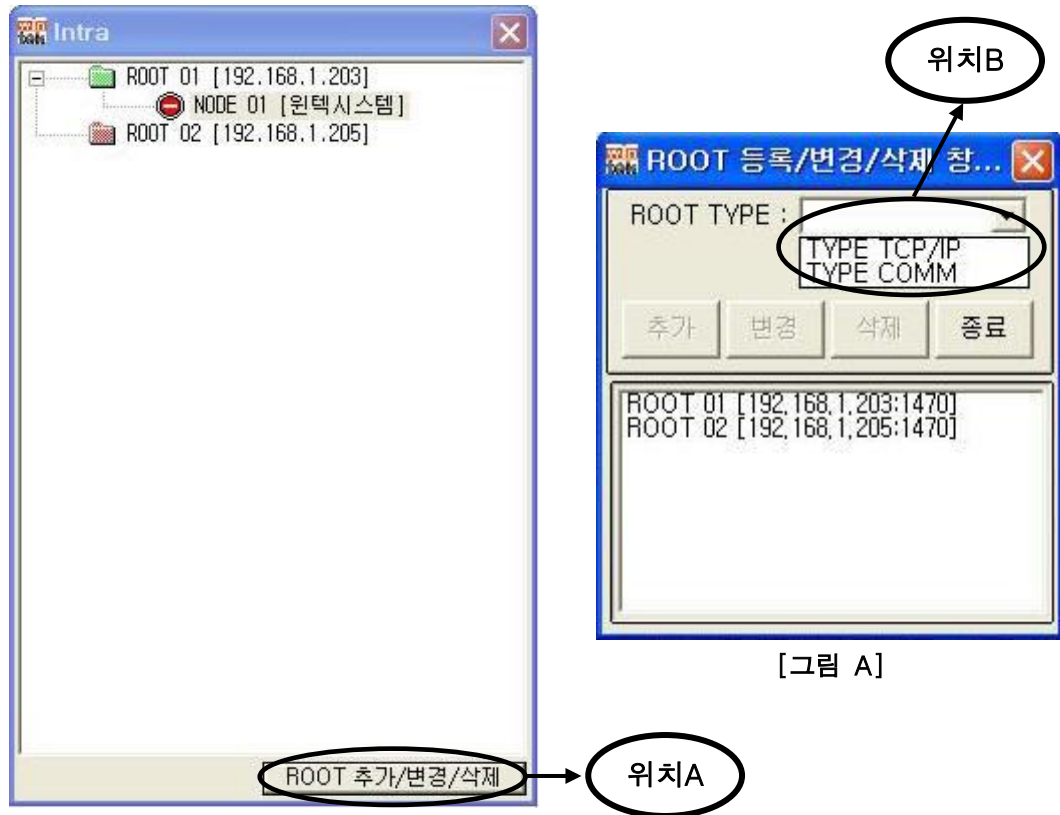 Intra
ROOT 01 [192.168.1.203]
NODE 01 [윈텍시스템]
ROOT 02 [192.168.1.205]
ROOT 추가/변경/삭제
위치A
위치B
ROOT 등록/변경/삭제 창...
ROOT TYPE :
TYPE TCP/IP
TYPE COMM
추가 변경 삭제 종료
ROOT 01 [192,168,1,203:1470]
ROOT 02 [192,168,1,205:1470]
[그림 A]